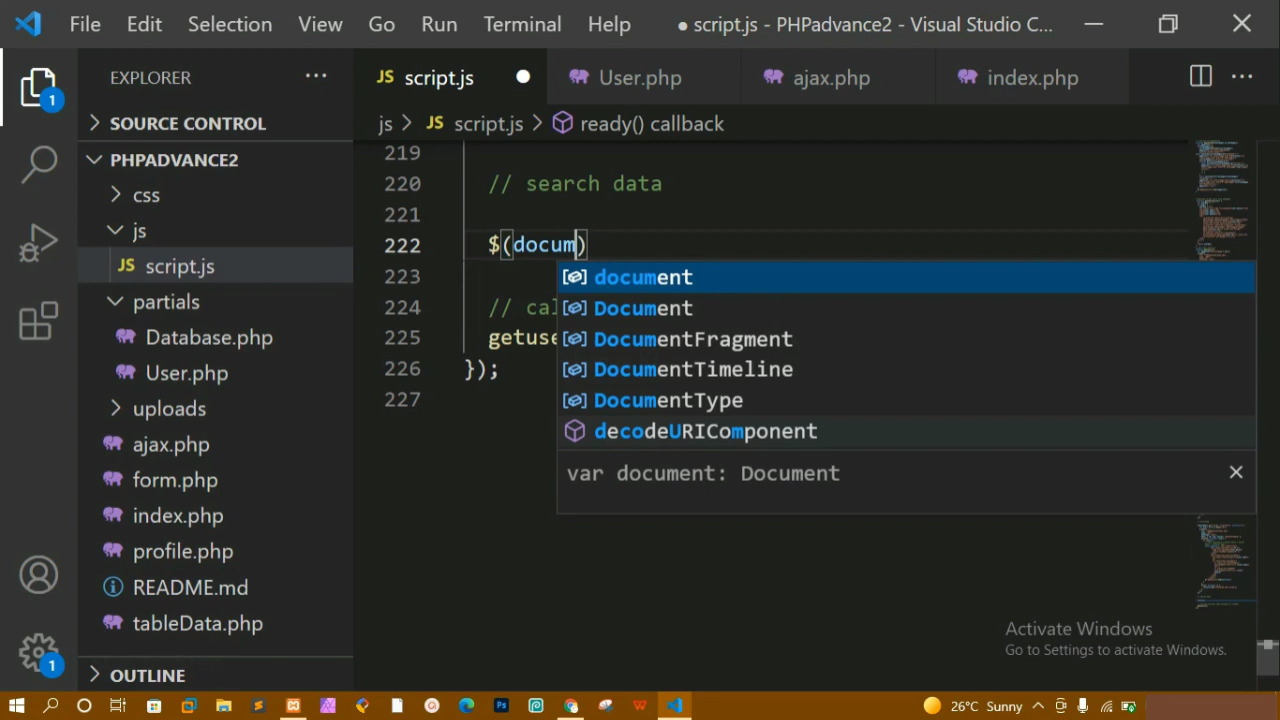 File Edit Selection View Go Run Terminal Help ● script.js - PHPadvance2 - Visual Studio C...
EXPLORER ...
JS script.js User.php ajax.php index.php ...
1
SOURCE CONTROL
js > JS script.js > ready() callback
PHPADVANCE2
css
js
JS script.js
partials
Database.php
User.php
uploads
ajax.php
form.php
index.php
profile.php
README.md
tableData.php
OUTLINE
1
219
220 // search data
221
222 $(docum)
223
224 // cal
225 getuse
226 });
227
document
Document
DocumentFragment
DocumentTimeline
DocumentType
decodeURIComponent
var document: Document
Activate Windows
Go to Settings to activate Windows.
26°C Sunny